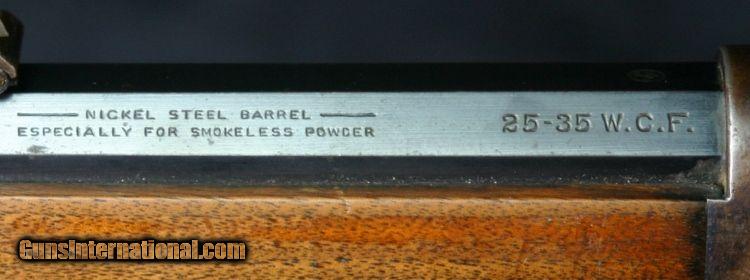 NICKEL STEEL BARREL
ESPECIALLY FOR SMOKELESS POWDER
25-35 W.C.F.
GunsInternational.com